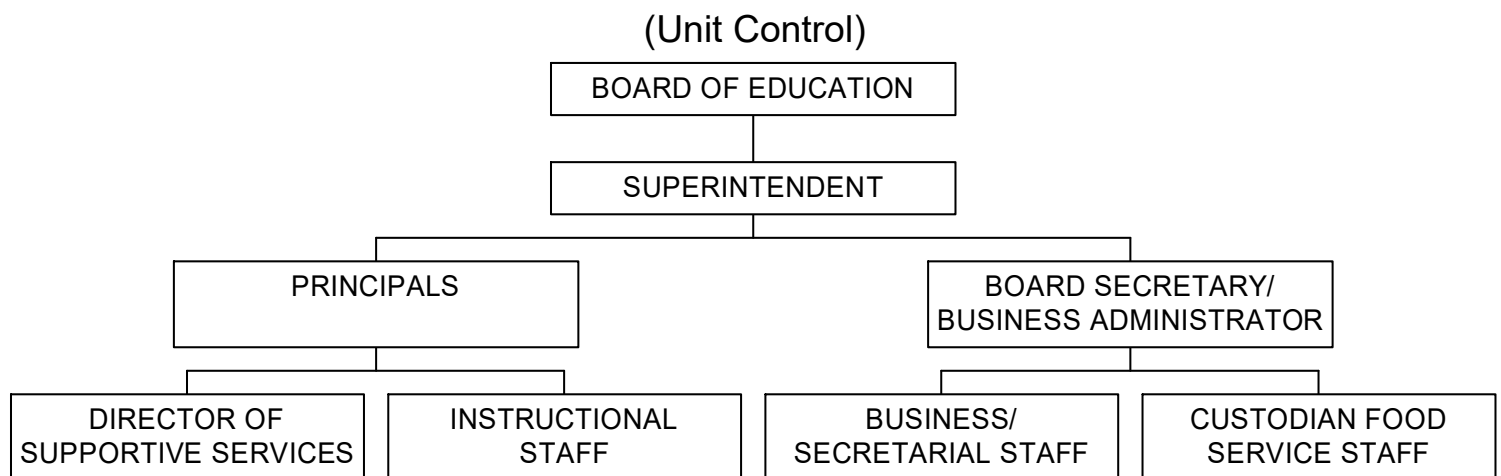 (Unit Control)
BOARD OF EDUCATION
SUPERINTENDENT
PRINCIPALS
BOARD SECRETARY/
BUSINESS ADMINISTRATOR
DIRECTOR OF
SUPPORTIVE SERVICES
INSTRUCTIONAL
STAFF
BUSINESS/
SECRETARIAL STAFF
CUSTODIAN FOOD
SERVICE STAFF